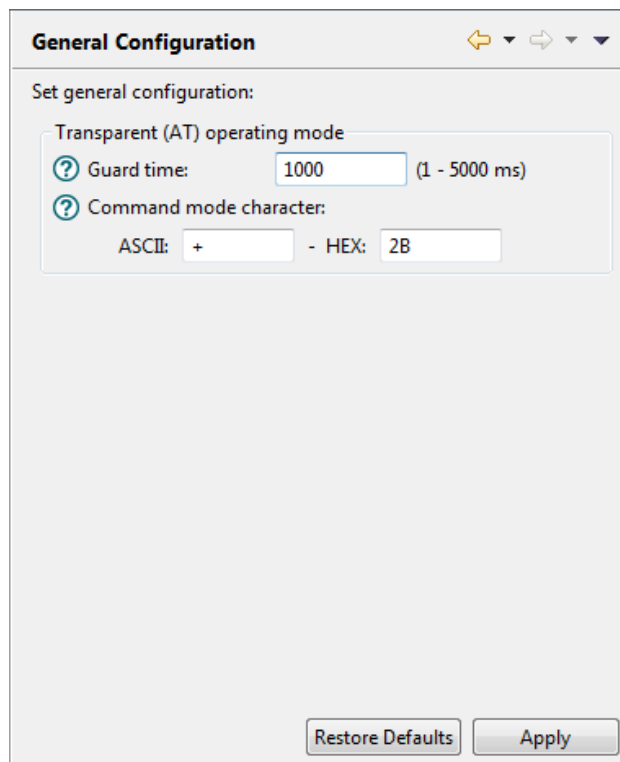 General Configuration
Set general configuration:
Transparent (AT) operating mode
Guard time: 1000 (1 - 5000 ms)
Command mode character:
ASCII: + - HEX: 2B
Restore Defaults Apply